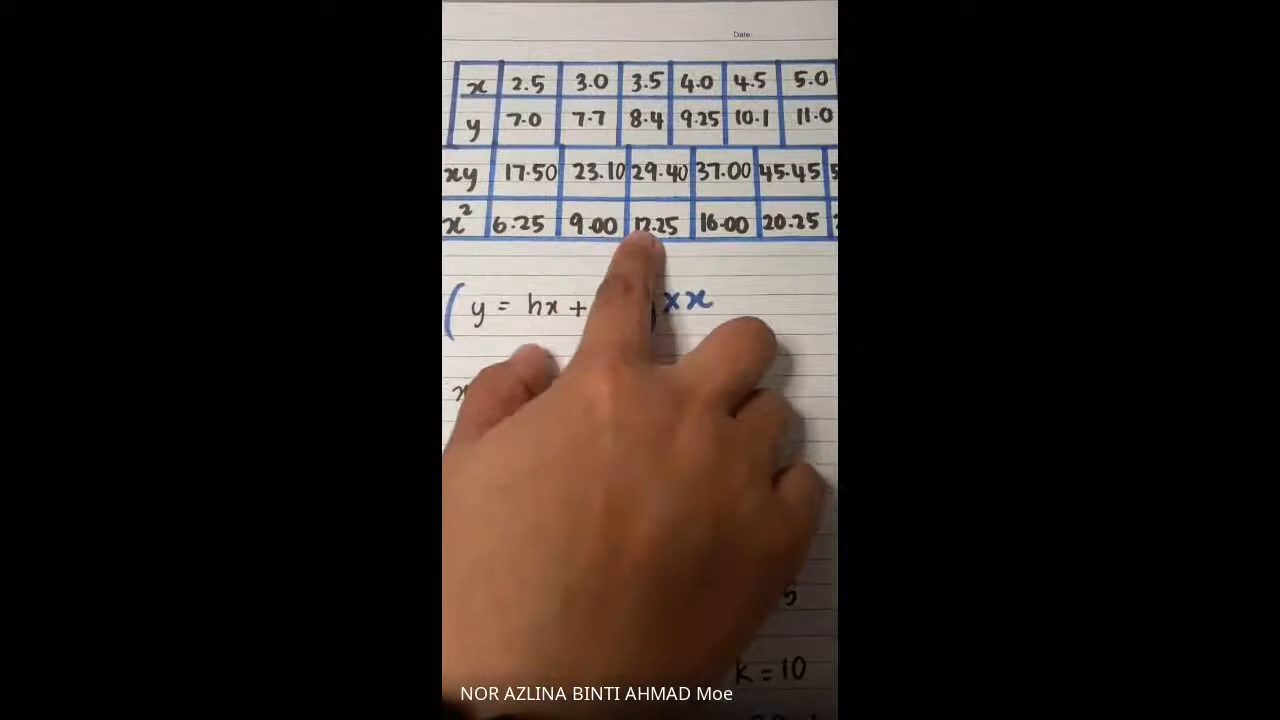 Date:
x 2.5 3.0 3.5 4.0 4.5 5.0
y 7.0 7.7 8.4 9.25 10.1 11.0
xy 17.50 23.10 29.40 37.00 45.45
x² 6.25 9.00 12.25 16.00 20.25
( y = hx + ) × x
x
5
K = 10
NOR AZLINA BINTI AHMAD Moe